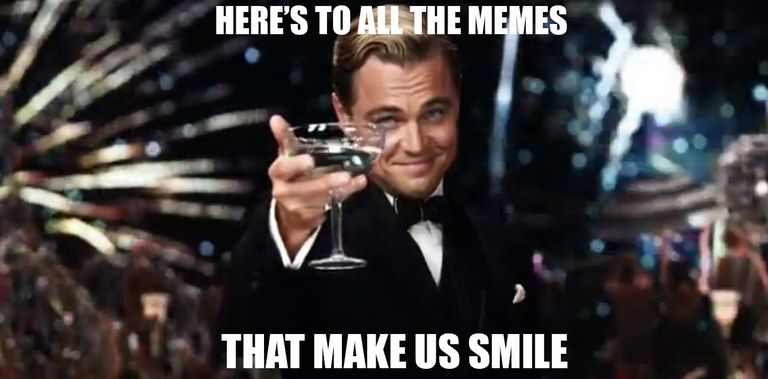 HERE’S TO ALL THE MEMES
THAT MAKE US SMILE